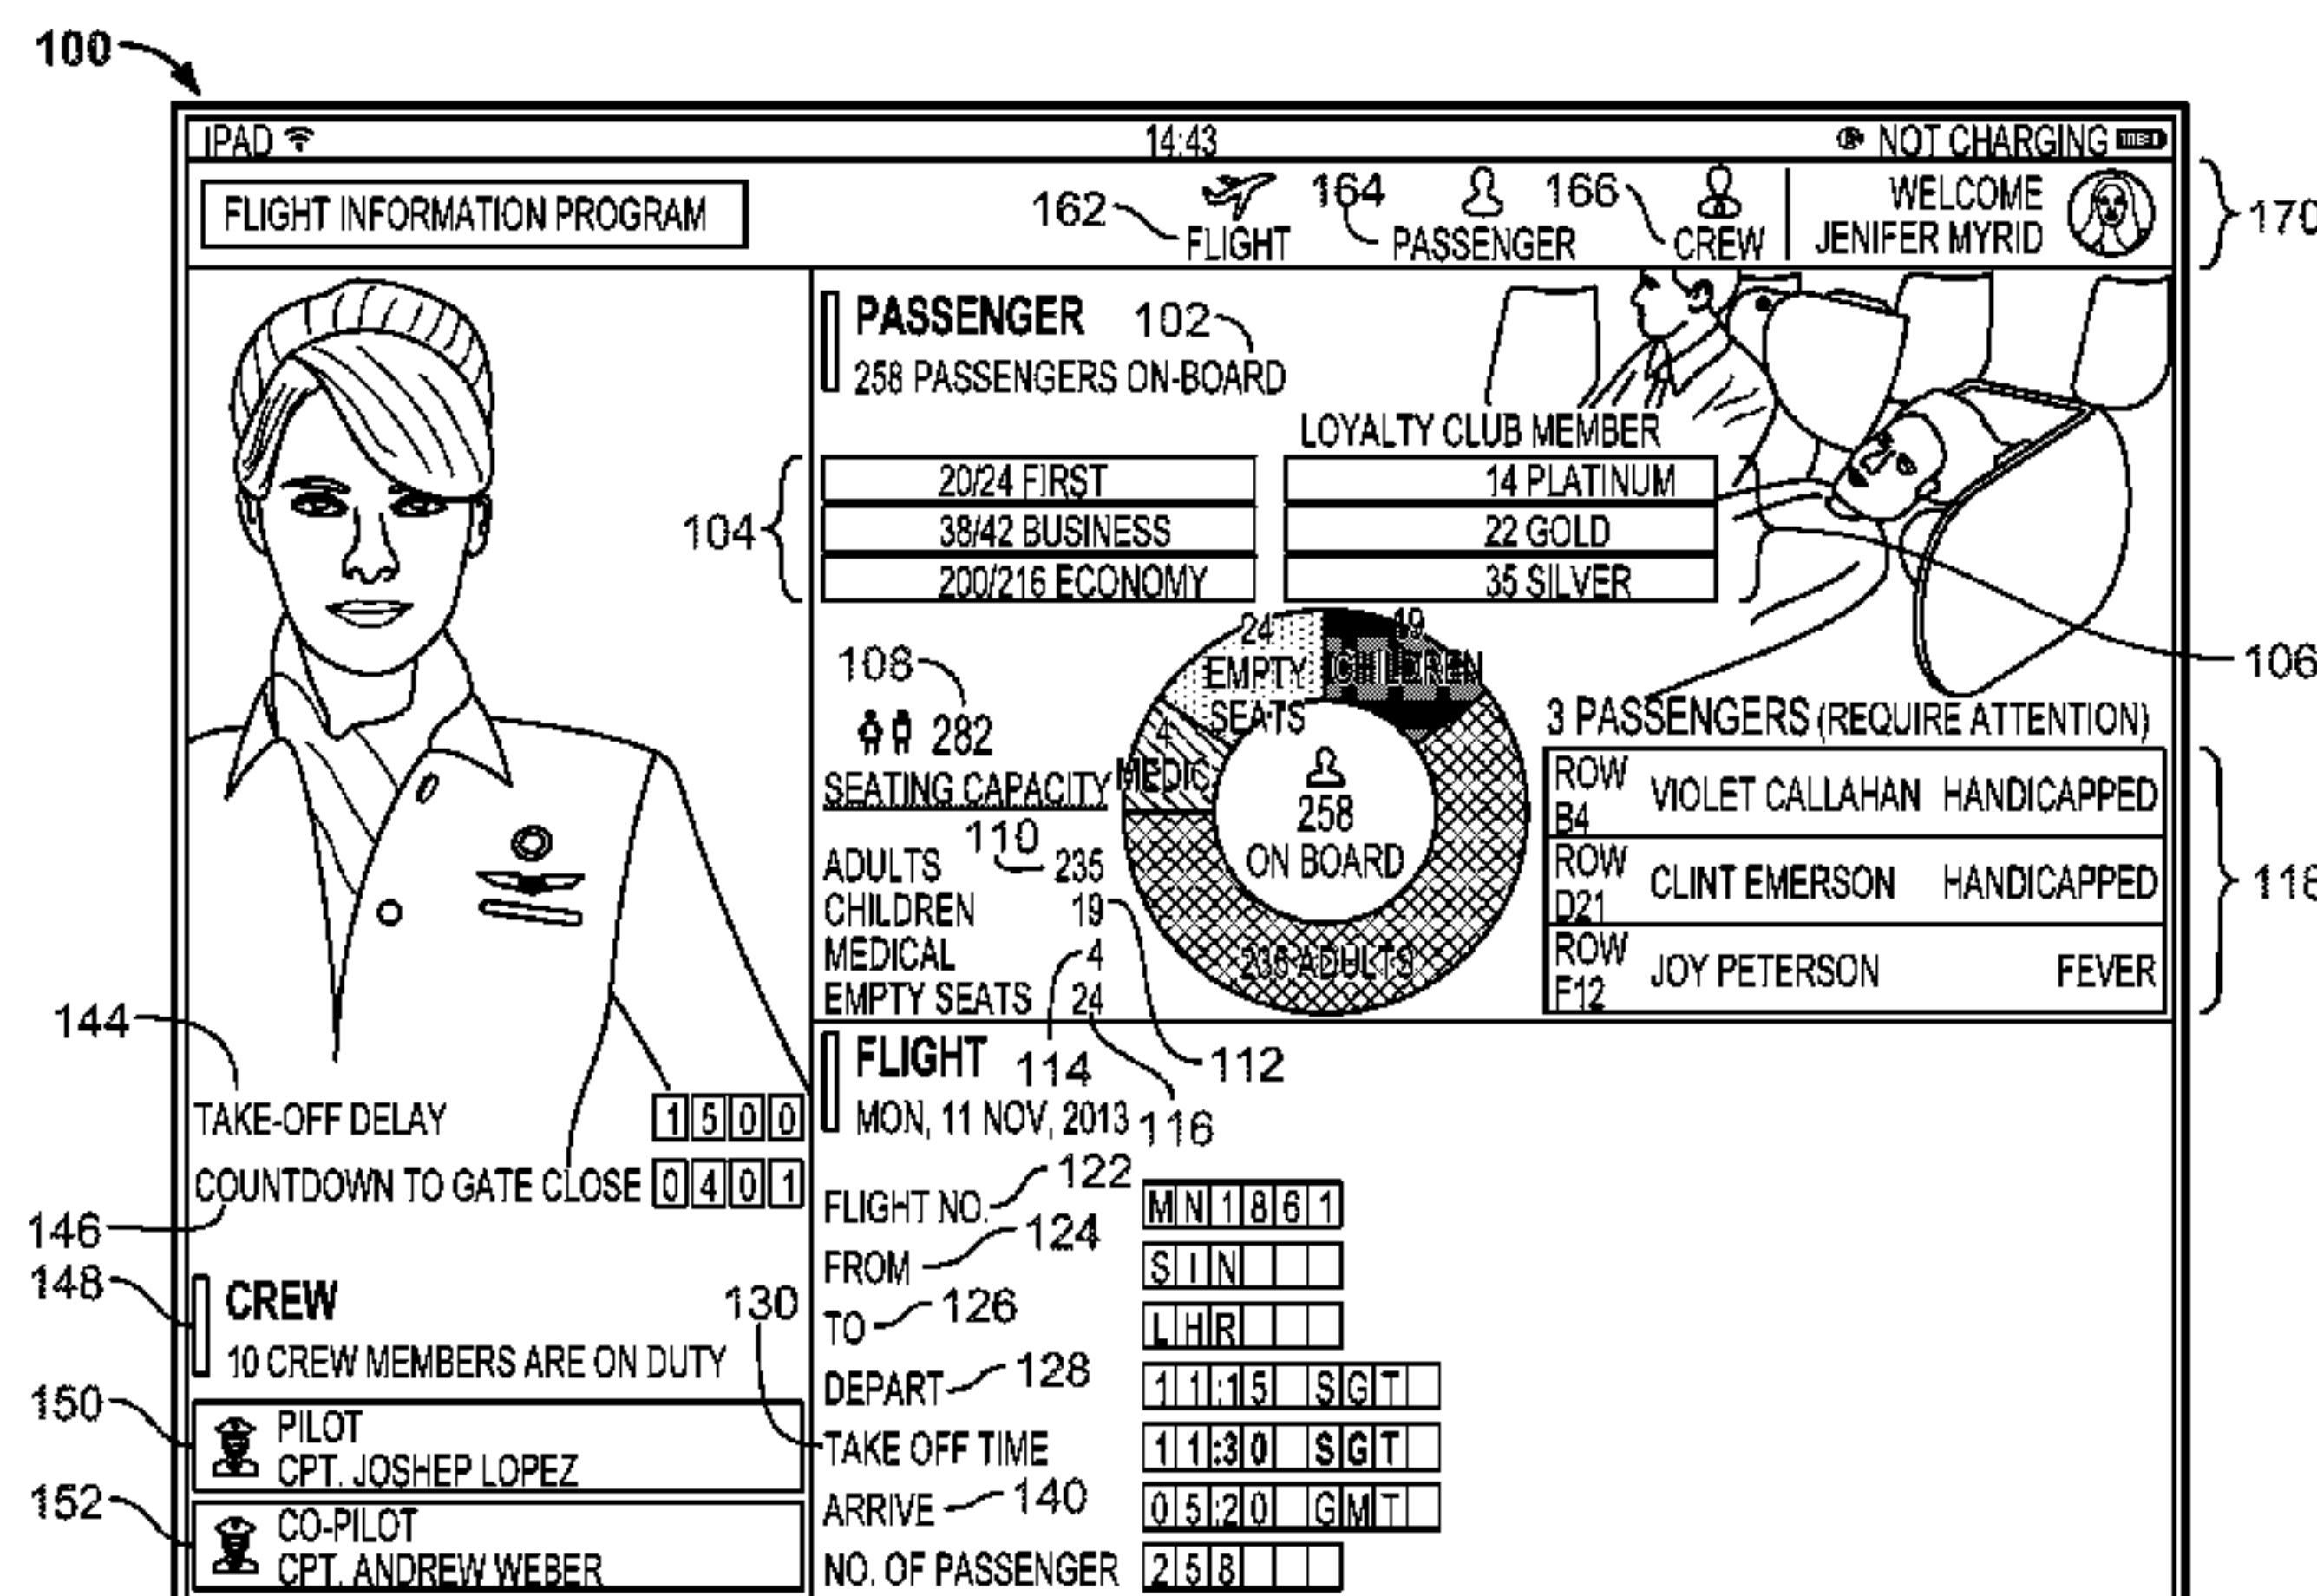 100
IPAD
14:43
NOT CHARGING
FLIGHT INFORMATION PROGRAM
162
FLIGHT
164
PASSENGER
166
CREW
WELCOME
JENIFER MYRID
170
PASSENGER
102
258 PASSENGERS ON-BOARD
LOYALTY CLUB MEMBER
104
20/24 FIRST
38/42 BUSINESS
200/216 ECONOMY
14 PLATINUM
22 GOLD
35 SILVER
106
108
282
SEATING CAPACITY
110
ADULTS 235
CHILDREN 19
MEDICAL 4
EMPTY SEATS 24
24
EMPTY
SEATS
19
CHILDREN
4
MEDIC
258
ON BOARD
235 ADULTS
3 PASSENGERS (REQUIRE ATTENTION)
ROW B4 VIOLET CALLAHAN HANDICAPPED
ROW D21 CLINT EMERSON HANDICAPPED
ROW F12 JOY PETERSON FEVER
144
TAKE-OFF DELAY 1500
COUNTDOWN TO GATE CLOSE 0401
146
148
CREW
10 CREW MEMBERS ARE ON DUTY
150
PILOT
CPT. JOSHEP LOPEZ
152
CO-PILOT
CPT. ANDREW WEBER
FLIGHT
114
112
MON, 11 NOV, 2013
116
122
FLIGHT NO. MN1861
124
FROM SIN
126
TO LHR
128
DEPART 11:15 SGT
130
TAKE OFF TIME 11:30 SGT
140
ARRIVE 05:20 GMT
NO. OF PASSENGER 258